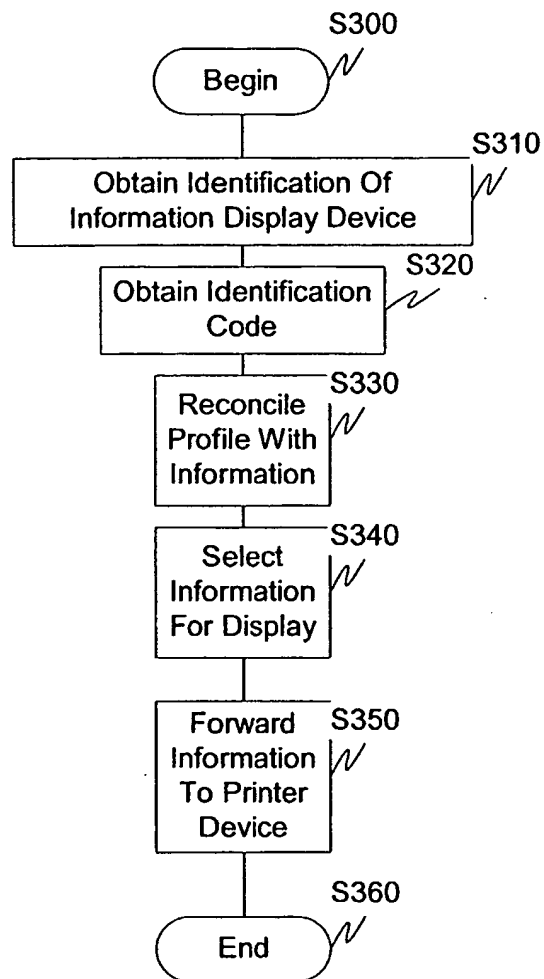 S300
Begin
S310
Obtain Identification Of
Information Display Device
S320
Obtain Identification
Code
S330
Reconcile
Profile With
Information
S340
Select
Information
For Display
S350
Forward
Information
To Printer
Device
S360
End